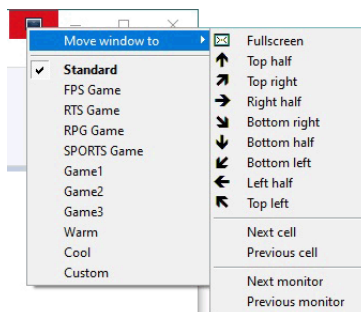 Move window to
Standard
FPS Game
RTS Game
RPG Game
SPORTS Game
Game1
Game2
Game3
Warm
Cool
Custom
Fullscreen
Top half
Top right
Right half
Bottom right
Bottom half
Bottom left
Left half
Top left
Next cell
Previous cell
Next monitor
Previous monitor